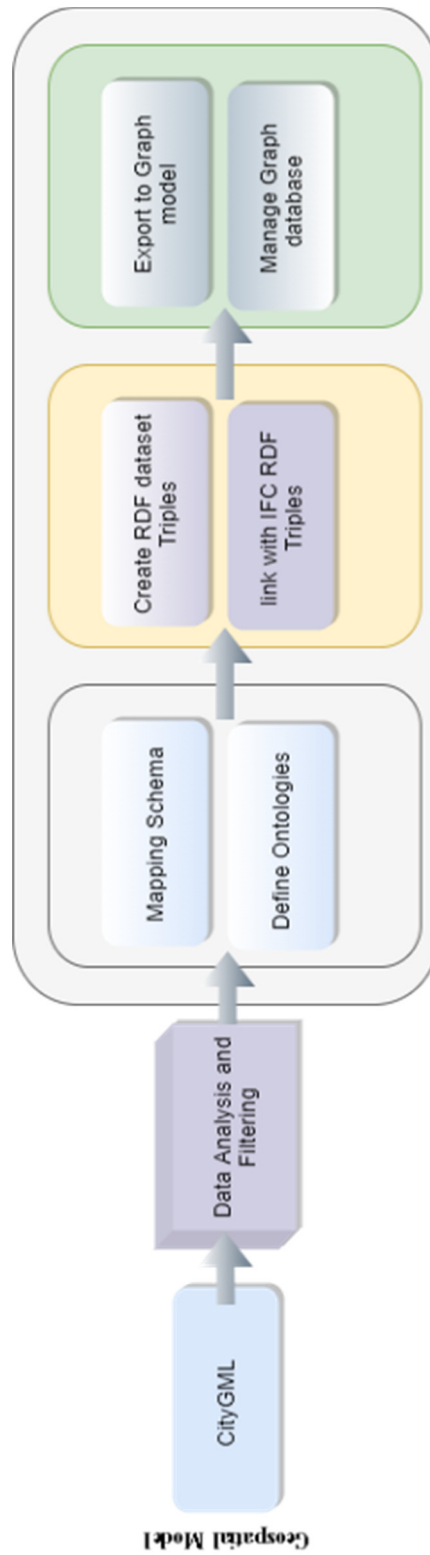 Geospatial Model
CityGML
Data Analysis and
Filtering
Mapping Schema
Define Ontologies
Create RDF dataset
Triples
link with IFC RDF
Triples
Export to Graph
model
Manage Graph
database